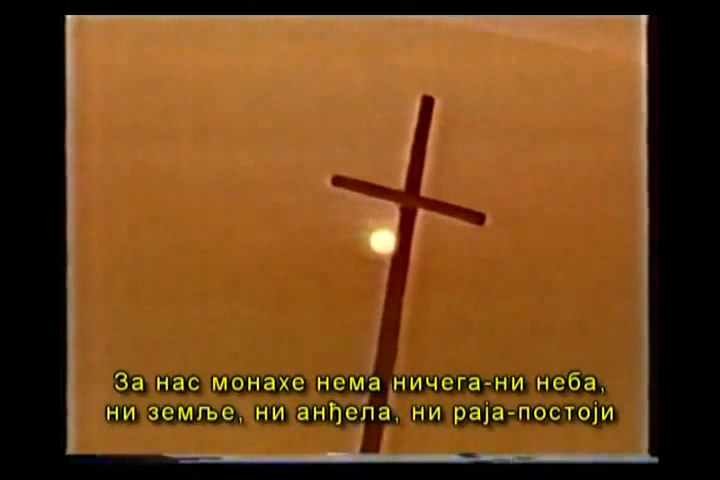 За нас монахе нема ничега-ни неба,
ни земље, ни анђела, ни раја-постоји